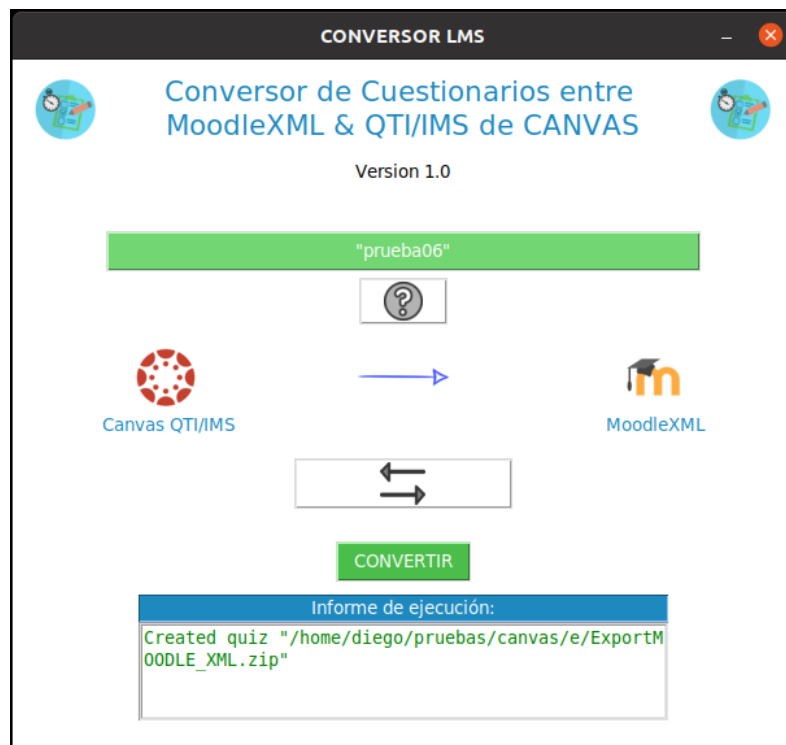 CONVERSOR LMS
Conversor de Cuestionarios entre
MoodleXML & QTI/IMS de CANVAS
Version 1.0
"prueba06"
Canvas QTI/IMS
MoodleXML
CONVERTIR
Informe de ejecución:
Created quiz "/home/diego/pruebas/canvas/e/ExportM
OODLE_XML.zip"